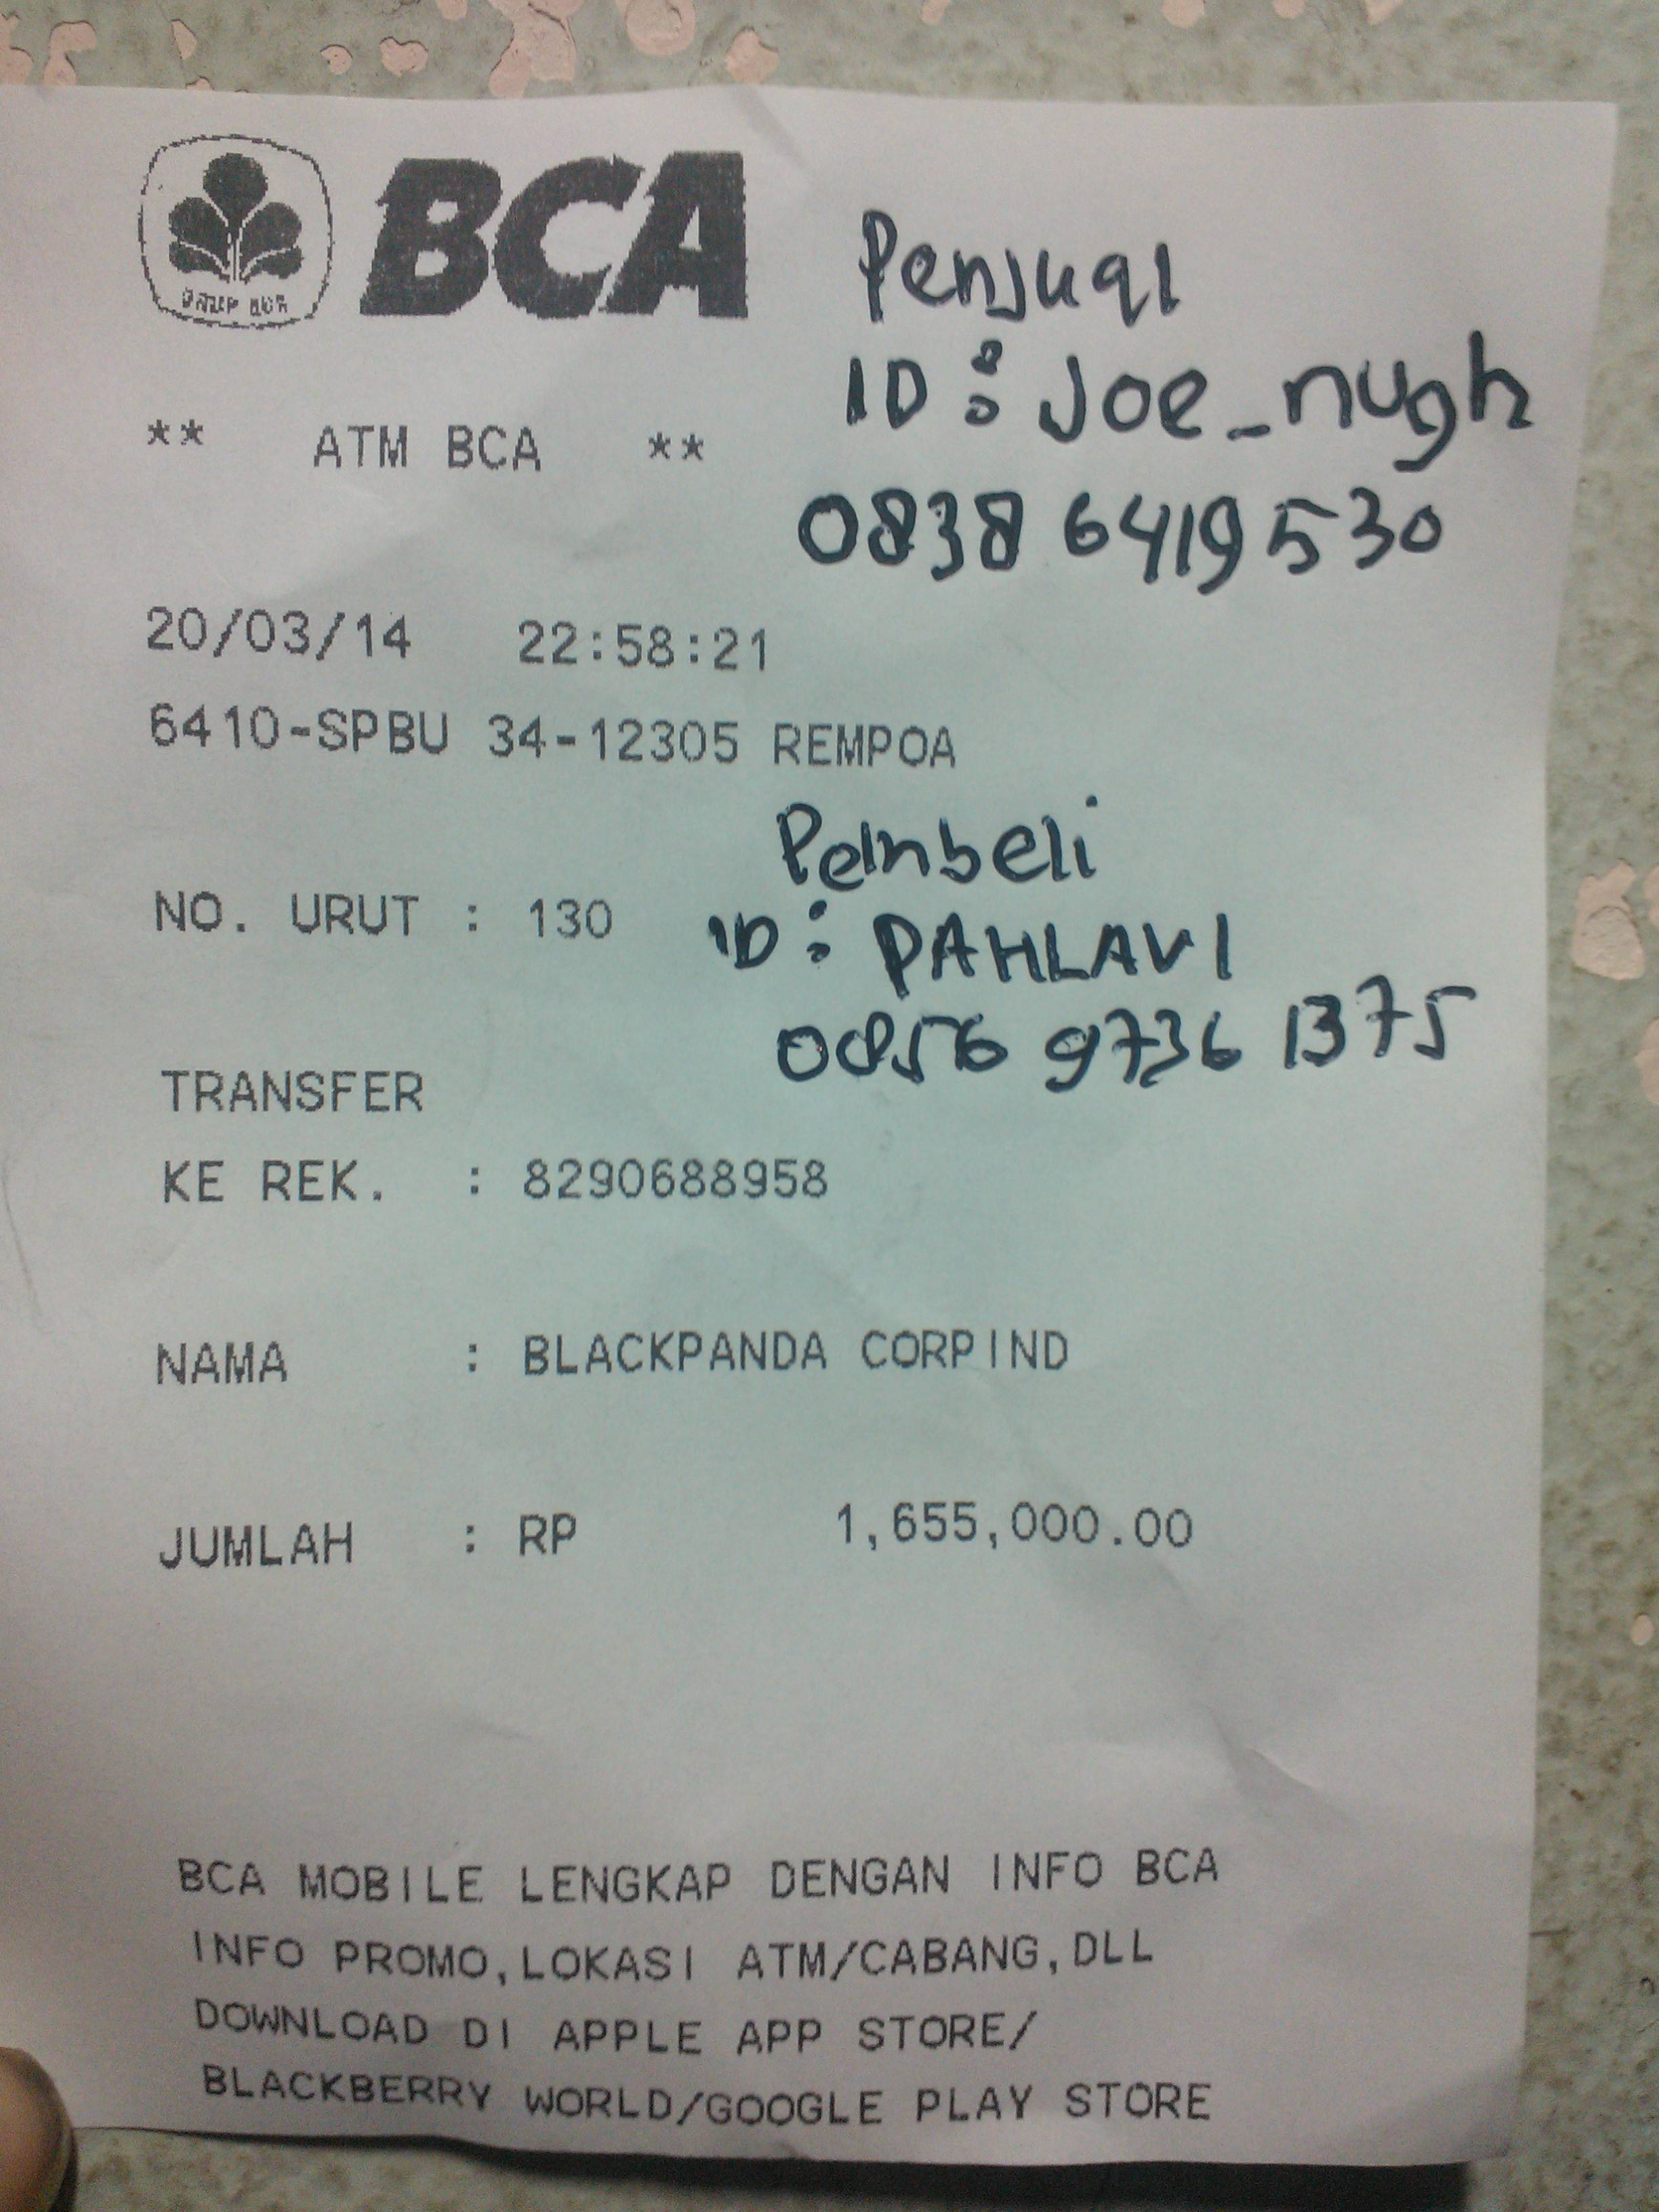 BCA
Penjual
ID : Joe_nugh
0838 6419 530
** ATM BCA **
20/03/14 22:58:21
6410-SPBU 34-12305 REMPOA
Pembeli
NO. URUT : 130
ID : PAHLAVI
0856 9736 1375
TRANSFER
KE REK. : 8290688958
NAMA : BLACKPANDA CORPIND
JUMLAH : RP 1,655,000.00
BCA MOBILE LENGKAP DENGAN INFO BCA
INFO PROMO,LOKASI ATM/CABANG,DLL
DOWNLOAD DI APPLE APP STORE/
BLACKBERRY WORLD/GOOGLE PLAY STORE